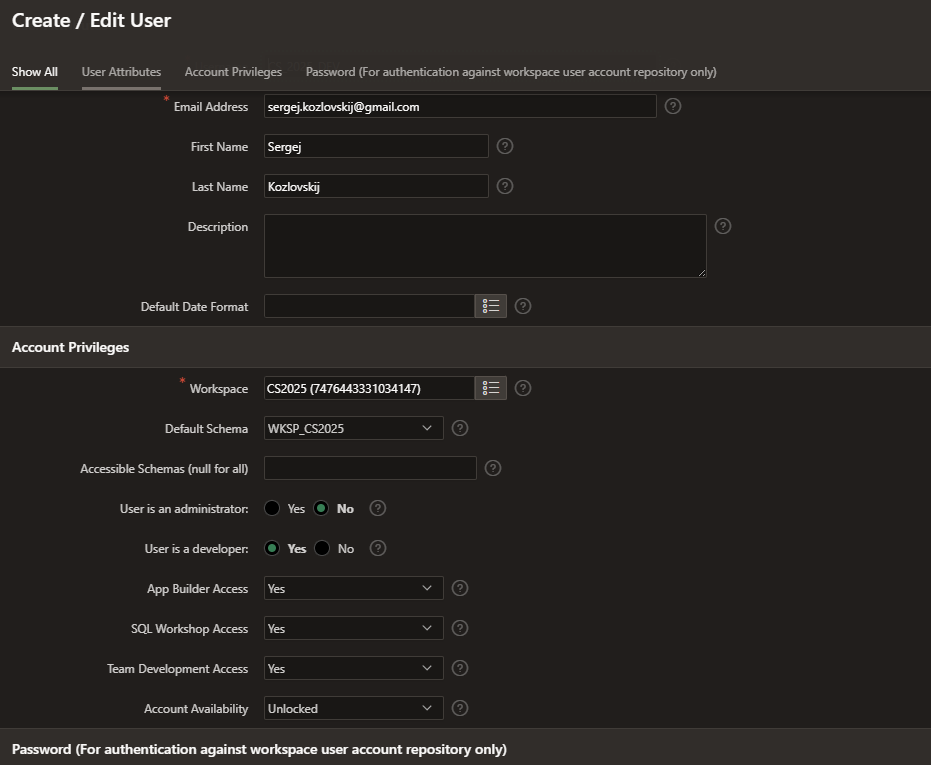 Create / Edit User
Show All User Attributes Account Privileges Password (For authentication against workspace user account repository only)
* Email Address sergej.kozlovskij@gmail.com ?
First Name Sergej ?
Last Name Kozlovskij ?
Description ?
Default Date Format ?
Account Privileges
* Workspace CS2025 (7476443331034147) ?
Default Schema WKSP_CS2025 ?
Accessible Schemas (null for all) ?
User is an administrator: Yes No ?
User is a developer: Yes No ?
App Builder Access Yes ?
SQL Workshop Access Yes ?
Team Development Access Yes ?
Account Availability Unlocked ?
Password (For authentication against workspace user account repository only)